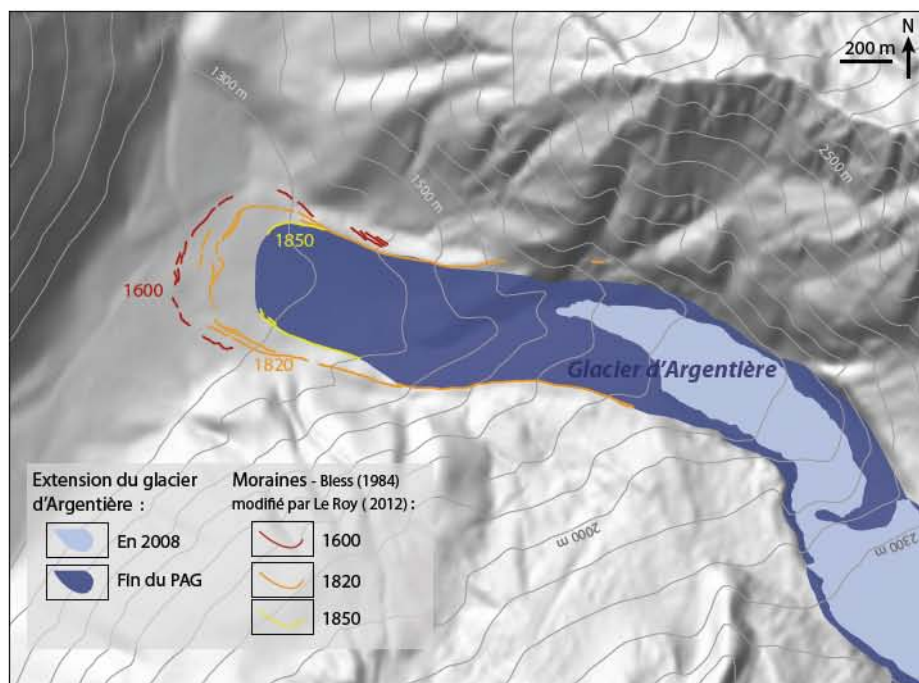 N
200 m
1300 m
2500 m
1500 m
1850
1600
Glacier d'Argentière
1820
Extension du glacier
d'Argentière :
En 2008
Fin du PAG
Moraines - Bless (1984)
modifié par Le Roy ( 2012) :
1600
1820
1850
2000 m
2300 m